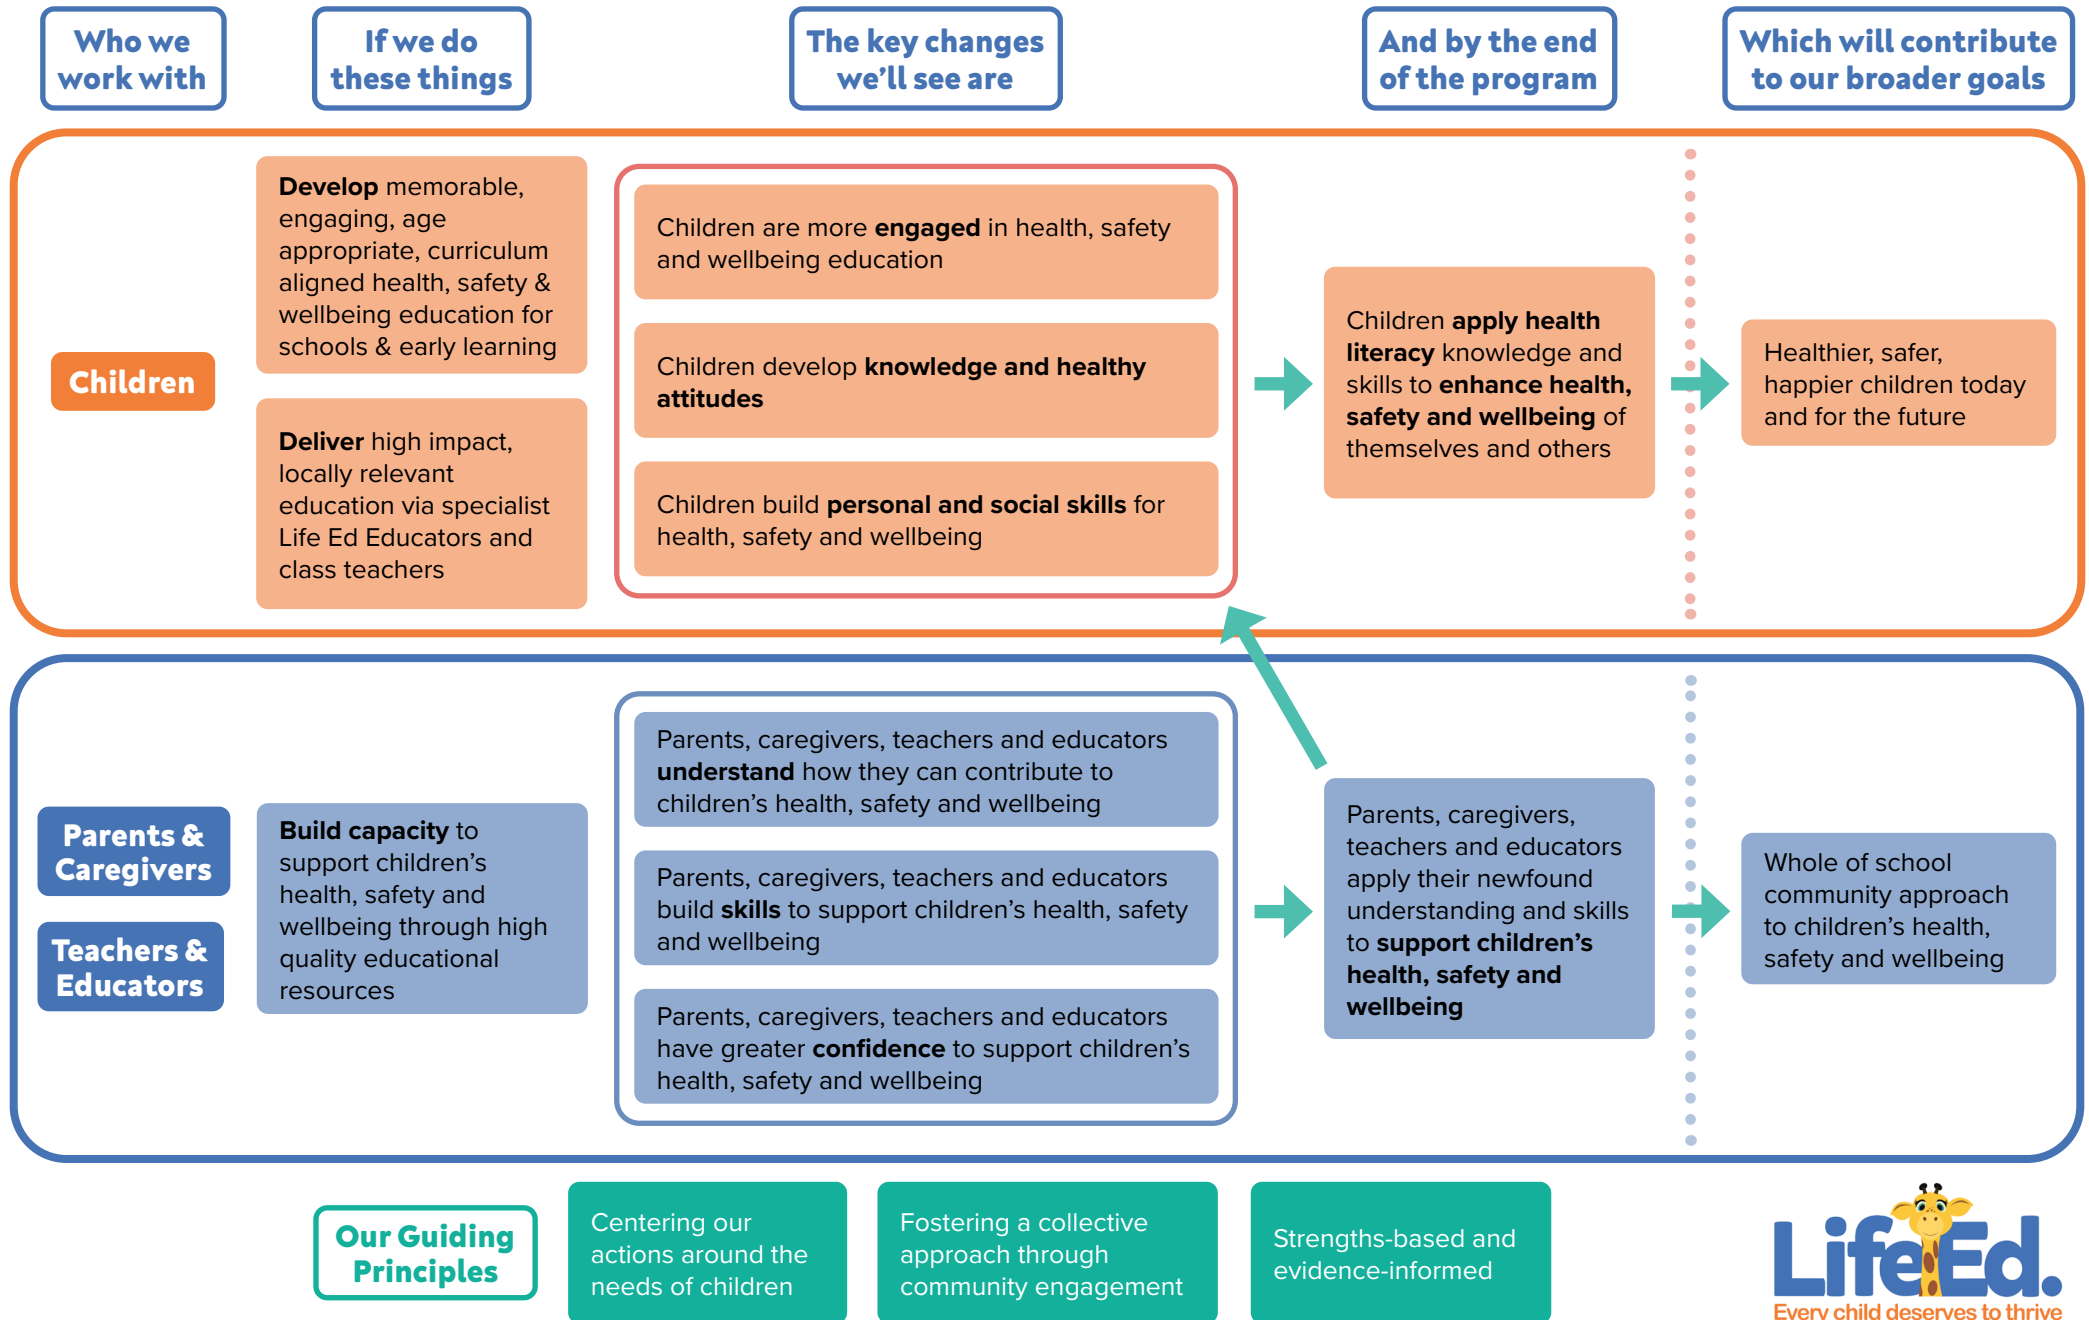 Who we
work with
If we do
these things
The key changes
we'll see are
And by the end
of the program
Which will contribute
to our broader goals
Children
Develop memorable,
engaging, age
appropriate, curriculum
aligned health, safety &
wellbeing education for
schools & early learning
Deliver high impact,
locally relevant
education via specialist
Life Ed Educators and
class teachers
Children are more engaged in health, safety
and wellbeing education
Children develop knowledge and healthy
attitudes
Children build personal and social skills for
health, safety and wellbeing
Children apply health
literacy knowledge and
skills to enhance health,
safety and wellbeing of
themselves and others
Healthier, safer,
happier children today
and for the future
Parents &
Caregivers
Teachers &
Educators
Build capacity to
support children’s
health, safety and
wellbeing through high
quality educational
resources
Parents, caregivers, teachers and educators
understand how they can contribute to
children’s health, safety and wellbeing
Parents, caregivers, teachers and educators
build skills to support children’s health, safety
and wellbeing
Parents, caregivers, teachers and educators
have greater confidence to support children’s
health, safety and wellbeing
Parents, caregivers,
teachers and educators
apply their newfound
understanding and skills
to support children’s
health, safety and
wellbeing
Whole of school
community approach
to children’s health,
safety and wellbeing
Our Guiding
Principles
Centering our
actions around the
needs of children
Fostering a collective
approach through
community engagement
Strengths-based and
evidence-informed
LifeEd.
Every child deserves to thrive